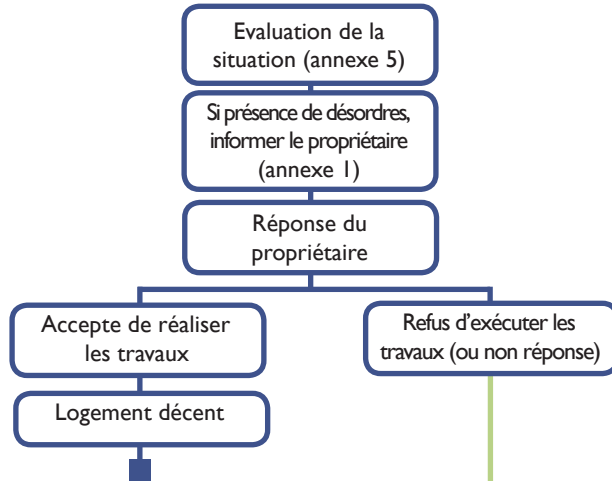 Evaluation de la
situation (annexe 5)
Si présence de désordres,
informer le propriétaire
(annexe 1)
Réponse du
propriétaire
Accepte de réaliser
les travaux
Refus d’exécuter les
travaux (ou non réponse)
Logement décent